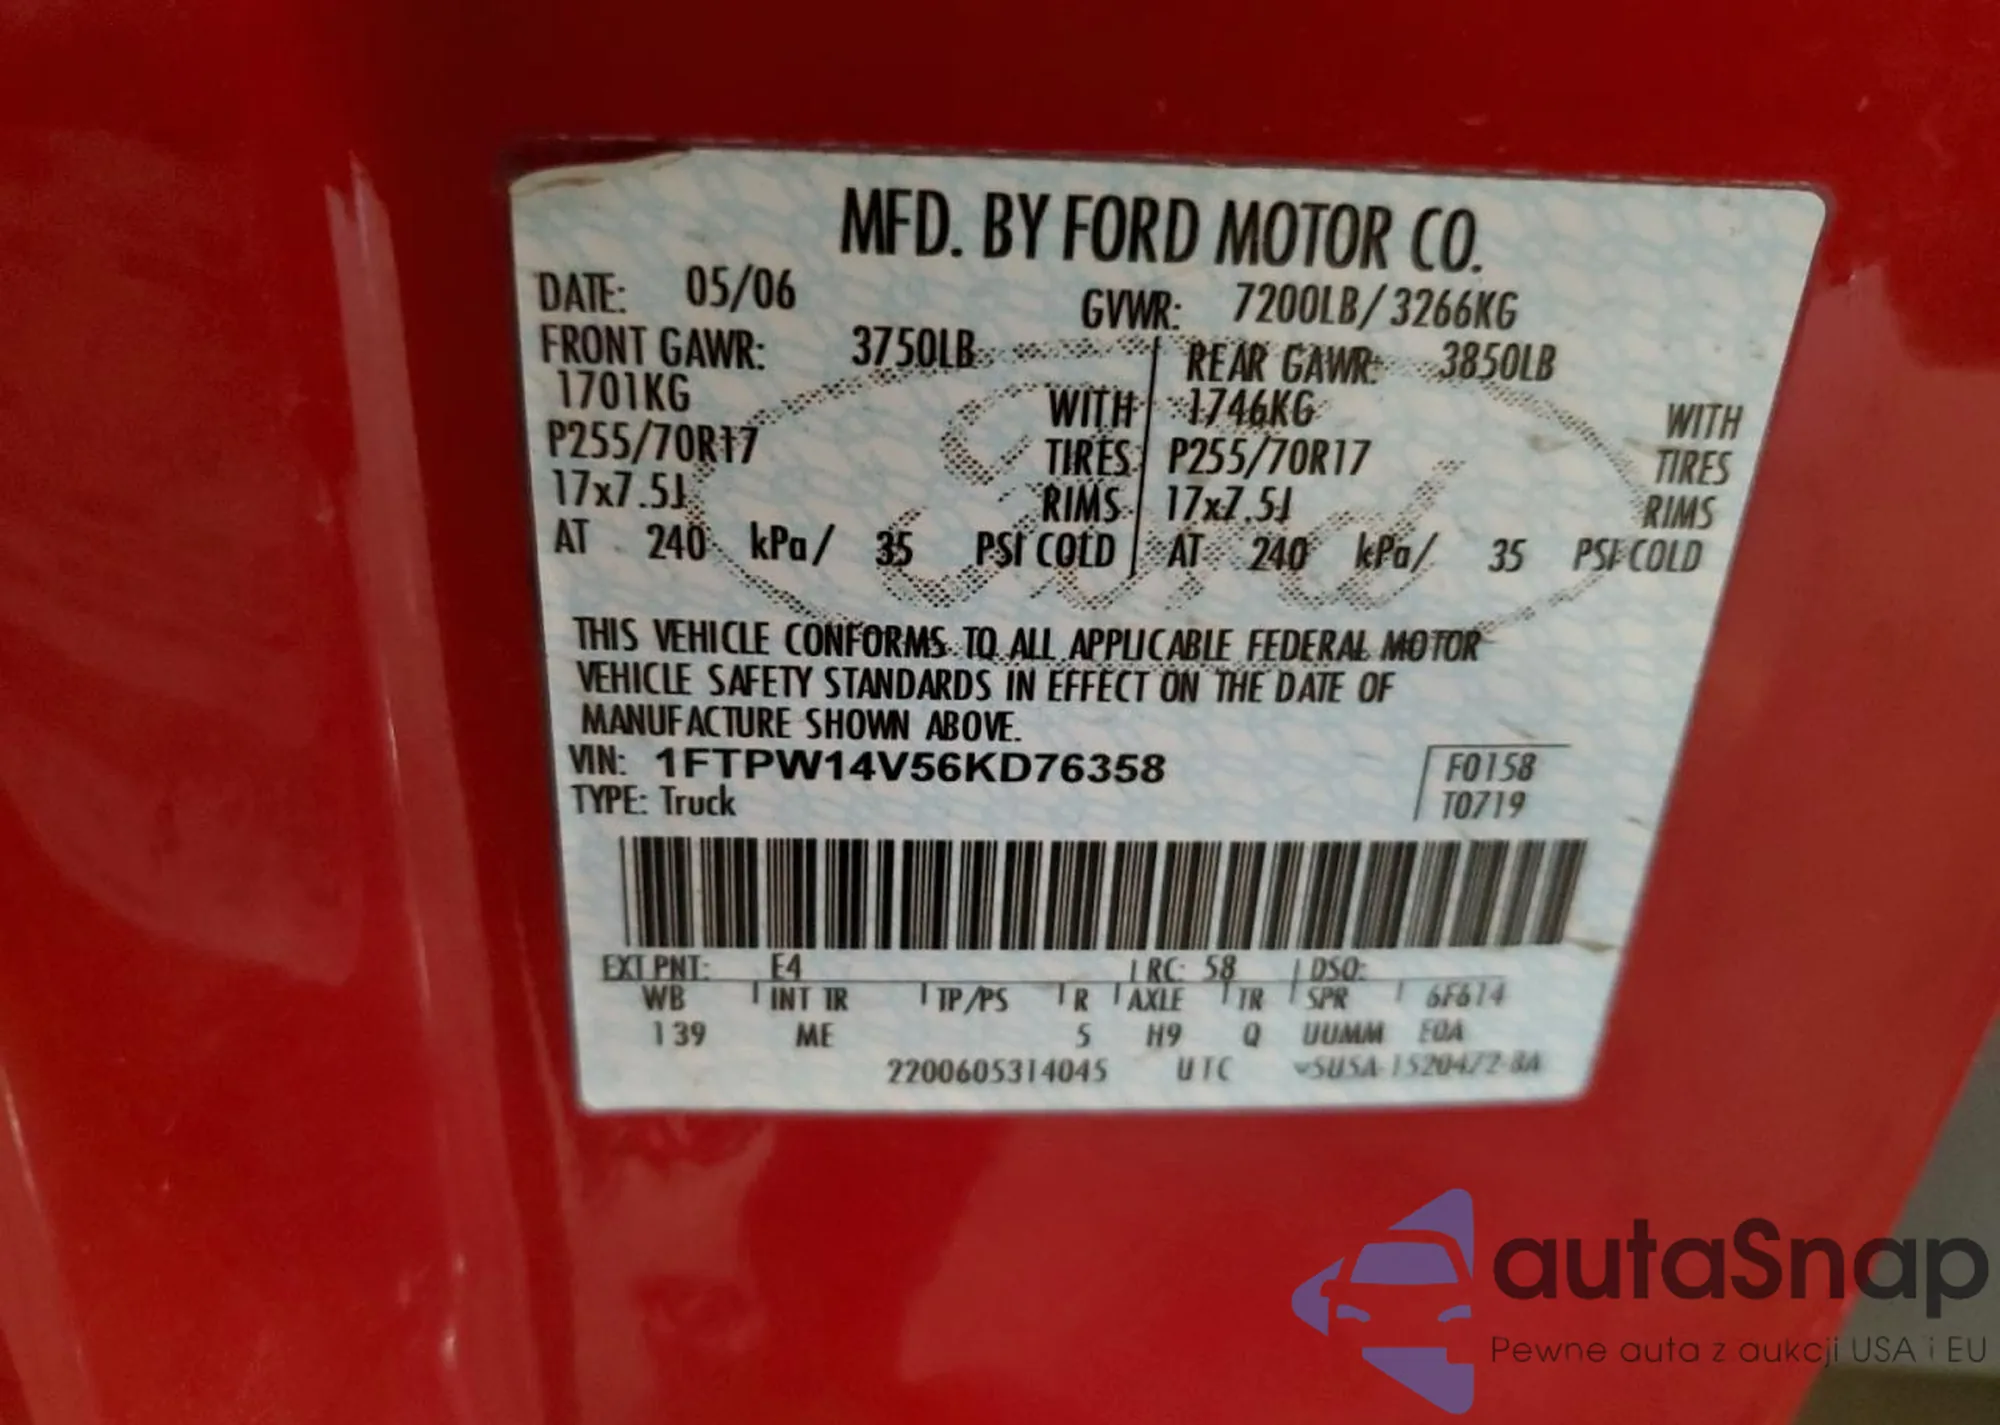 MFD. BY FORD MOTOR CO.
DATE: 05/06 GVWR: 7200LB/3266KG
FRONT GAWR: 3750LB REAR GAWR: 3850LB
1701KG WITH 1746KG WITH
P255/70R17 TIRES P255/70R17 TIRES
17x7.5J RIMS 17x7.5J RIMS
AT 240 kPa/ 35 PSI COLD AT 240 kPa/ 35 PSI COLD
Ford
THIS VEHICLE CONFORMS TO ALL APPLICABLE FEDERAL MOTOR
VEHICLE SAFETY STANDARDS IN EFFECT ON THE DATE OF
MANUFACTURE SHOWN ABOVE.
VIN: 1FTPW14V56KD76358 F0158
TYPE: Truck T0719
EXT PNT: E4 RC: 58 DSO:
WB INT TR TP/PS R AXLE TR SPR 6F614
139 ME 5 H9 Q UUMM EOA
2200605314045 UTC
autaSnap
Pewne auta z aukcji USA i EU